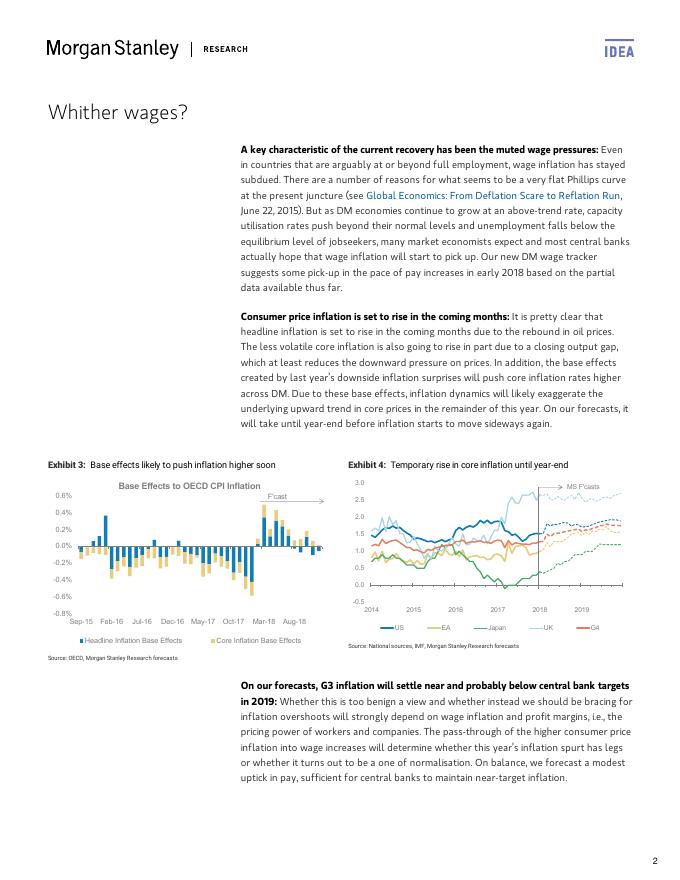 Morgan Stanley | RESEARCH
IDEA
Whither wages?
A key characteristic of the current recovery has been the muted wage pressures: Even
in countries that are arguably at or beyond full employment, wage inflation has stayed
subdued. There are a number of reasons for what seems to be a very flat Phillips curve
at the present juncture (see Global Economics: From Deflation Scare to Reflation Run,
June 22, 2015). But as DM economies continue to grow at an above-trend rate, capacity
utilisation rates push beyond their normal levels and unemployment falls below the
equilibrium level of jobseekers, many market economists expect and most central banks
actually hope that wage inflation will start to pick up. Our new DM wage tracker
suggests some pick-up in the pace of pay increases in early 2018 based on the partial
data available thus far.
Consumer price inflation is set to rise in the coming months: It is pretty clear that
headline inflation is set to rise in the coming months due to the rebound in oil prices.
The less volatile core inflation is also going to rise in part due to a closing output gap,
which at least reduces the downward pressure on prices. In addition, the base effects
created by last year's downside inflation surprises will push core inflation rates higher
across DM. Due to these base effects, inflation dynamics will likely exaggerate the
underlying upward trend in core prices in the remainder of this year. On our forecasts, it
will take until year-end before inflation starts to move sideways again.
Exhibit 3: Base effects likely to push inflation higher soon
Base Effects to OECD CPI Inflation
F'cast
0.6%
0.4%
0.2%
0.0%
-0.2%
-0.4%
-0.6%
-0.8%
Sep-15 Feb-16 Jul-16 Dec-16 May-17 Oct-17 Mar-18 Aug-18
Headline Inflation Base Effects Core Inflation Base Effects
Source: OECD, Morgan Stanley Research forecasts
Exhibit 4: Temporary rise in core inflation until year-end
MS F'casts
3.0
2.5
2.0
1.5
1.0
0.5
0.0
-0.5
2014 2015 2016 2017 2018 2019
US EA Japan UK G4
Source: National sources, IMF, Morgan Stanley Research forecasts
On our forecasts, G3 inflation will settle near and probably below central bank targets
in 2019: Whether this is too benign a view and whether instead we should be bracing for
inflation overshoots will strongly depend on wage inflation and profit margins, i.e., the
pricing power of workers and companies. The pass-through of the higher consumer price
inflation into wage increases will determine whether this year's inflation spurt has legs
or whether it turns out to be a one of normalisation. On balance, we forecast a modest
uptick in pay, sufficient for central banks to maintain near-target inflation.
2